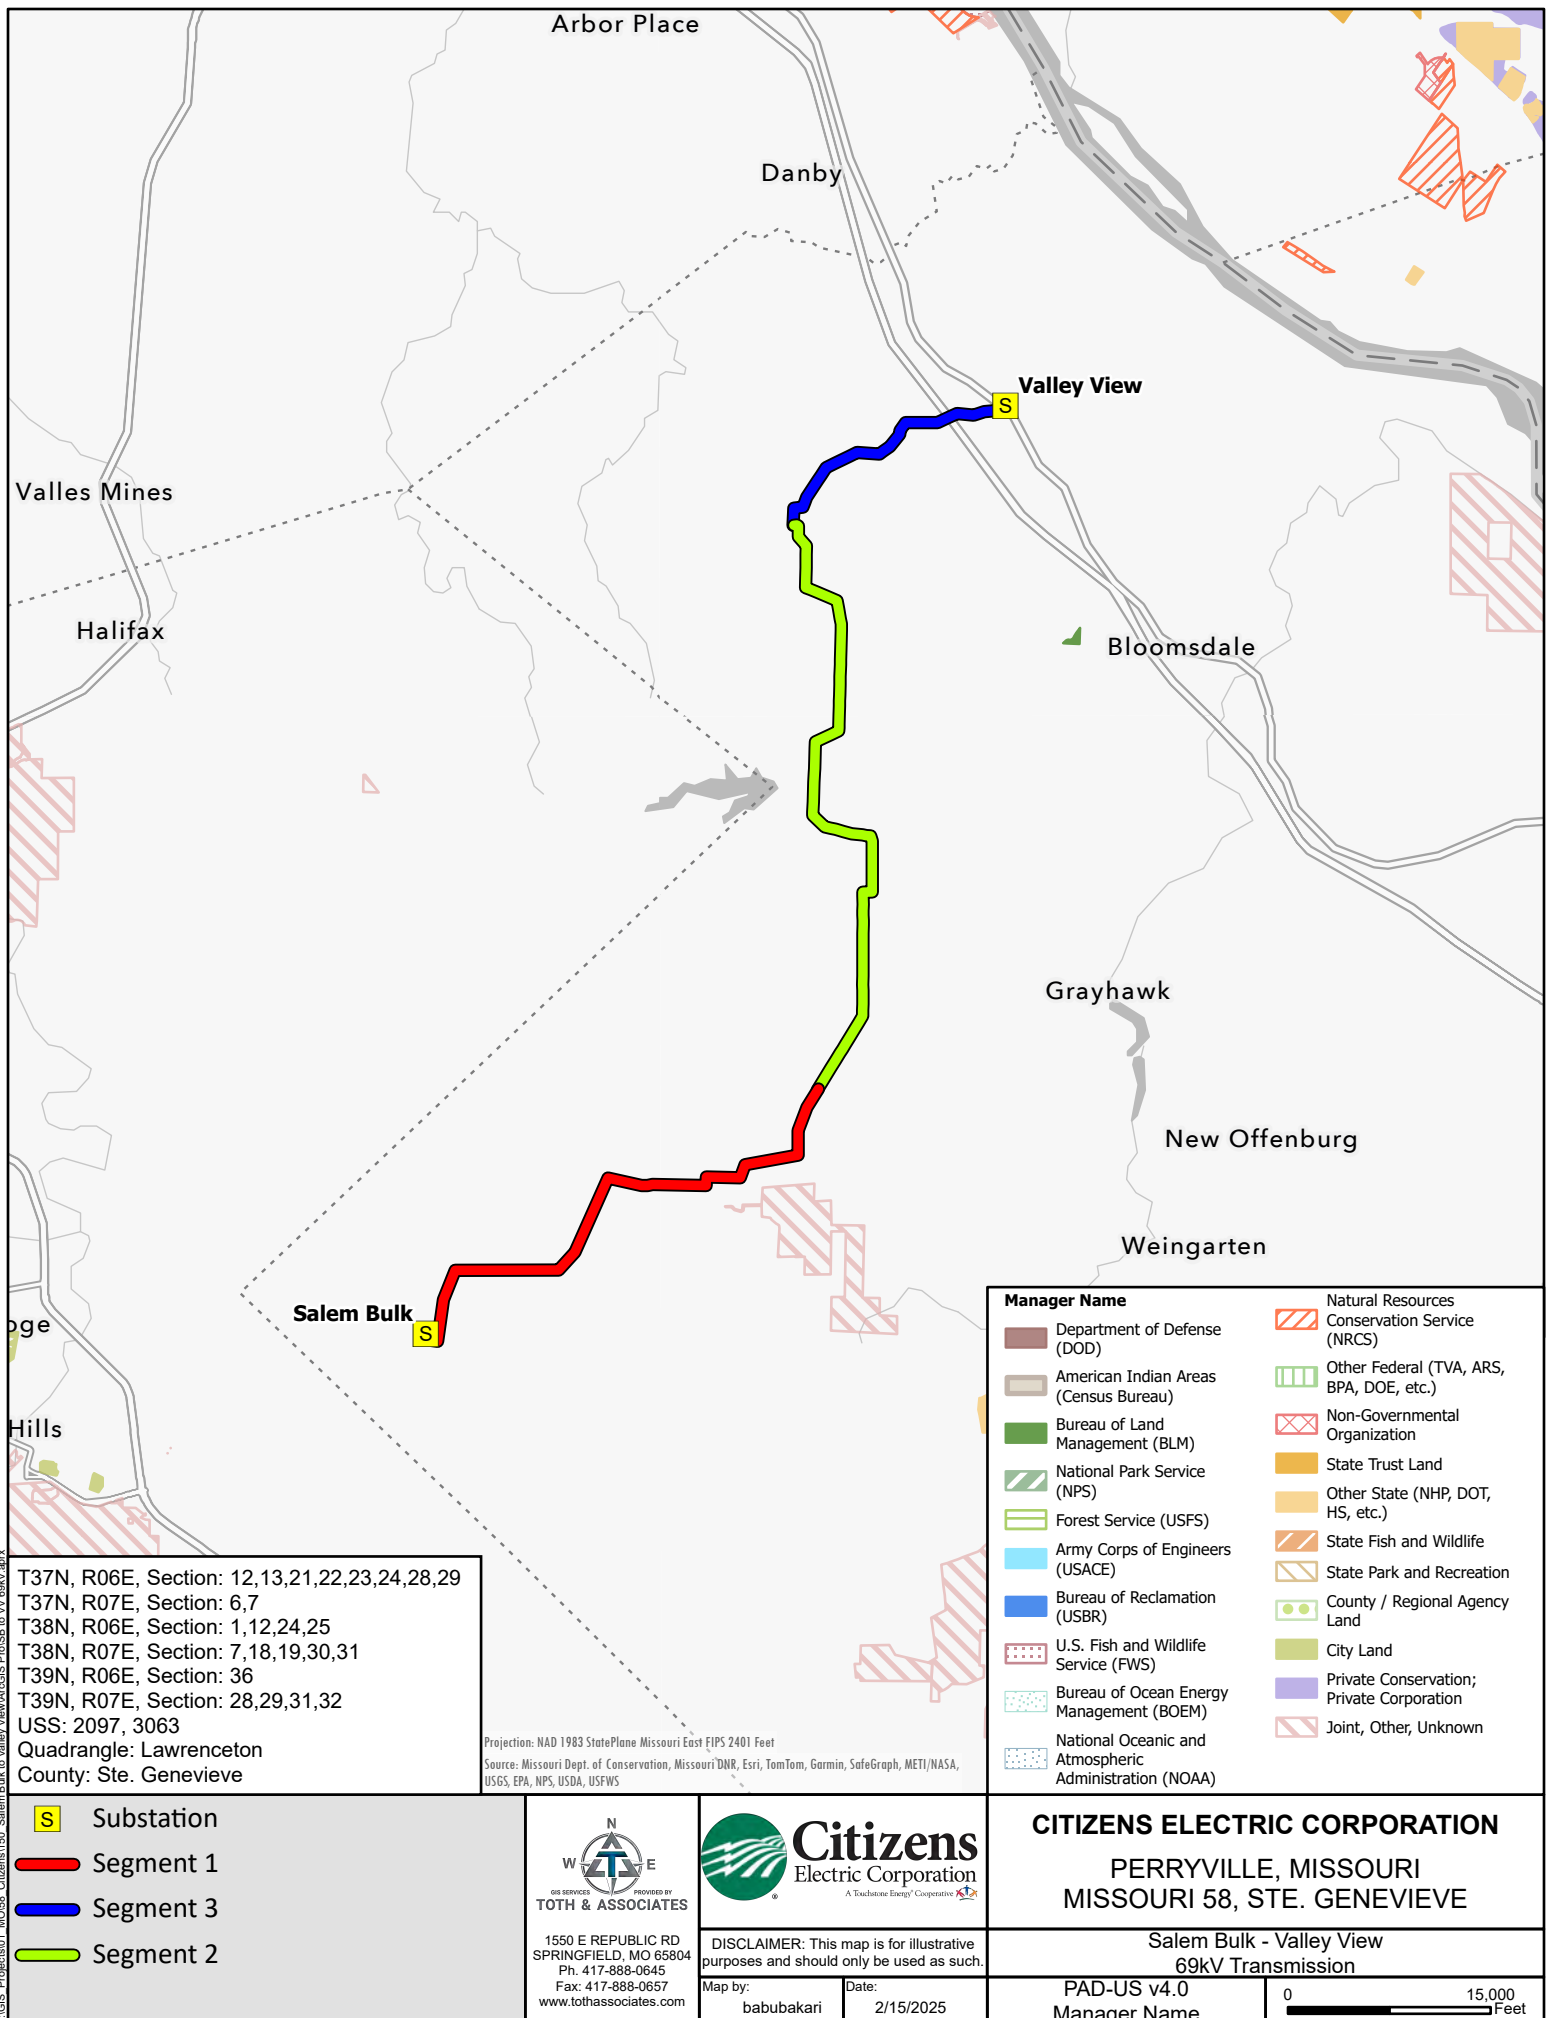 Arbor Place
Danby
Valley View
S
Valles Mines
Halifax
Bloomsdale
Grayhawk
New Offenburg
Weingarten
Salem Bulk
S
oge
Hills
Manager Name
Department of Defense
(DOD)
American Indian Areas
(Census Bureau)
Bureau of Land
Management (BLM)
National Park Service
(NPS)
Forest Service (USFS)
Army Corps of Engineers
(USACE)
Bureau of Reclamation
(USBR)
U.S. Fish and Wildlife
Service (FWS)
Bureau of Ocean Energy
Management (BOEM)
National Oceanic and
Atmospheric
Administration (NOAA)
Natural Resources
Conservation Service
(NRCS)
Other Federal (TVA, ARS,
BPA, DOE, etc.)
Non-Governmental
Organization
State Trust Land
Other State (NHP, DOT,
HS, etc.)
State Fish and Wildlife
State Park and Recreation
County / Regional Agency
Land
City Land
Private Conservation;
Private Corporation
Joint, Other, Unknown
T37N, R06E, Section: 12,13,21,22,23,24,28,29
T37N, R07E, Section: 6,7
T38N, R06E, Section: 1,12,24,25
T38N, R07E, Section: 7,18,19,30,31
T39N, R06E, Section: 36
T39N, R07E, Section: 28,29,31,32
USS: 2097, 3063
Quadrangle: Lawrenceton
County: Ste. Genevieve
Projection: NAD 1983 StatePlane Missouri East FIPS 2401 Feet
Source: Missouri Dept. of Conservation, Missouri DNR, Esri, TomTom, Garmin, SafeGraph, METI/NASA,
USGS, EPA, NPS, USDA, USFWS
S Substation
Segment 1
Segment 3
Segment 2
N
W T E
GIS SERVICES PROVIDED BY
TOTH & ASSOCIATES
1550 E REPUBLIC RD
SPRINGFIELD, MO 65804
Ph. 417-888-0645
Fax: 417-888-0657
www.tothassociates.com
Citizens
Electric Corporation
A Touchstone Energy® Cooperative
®
DISCLAIMER: This map is for illustrative
purposes and should only be used as such.
Map by:
babubakari
Date:
2/15/2025
CITIZENS ELECTRIC CORPORATION
PERRYVILLE, MISSOURI
MISSOURI 58, STE. GENEVIEVE
Salem Bulk - Valley View
69kV Transmission
PAD-US v4.0
Manager Name
0 15,000
Feet